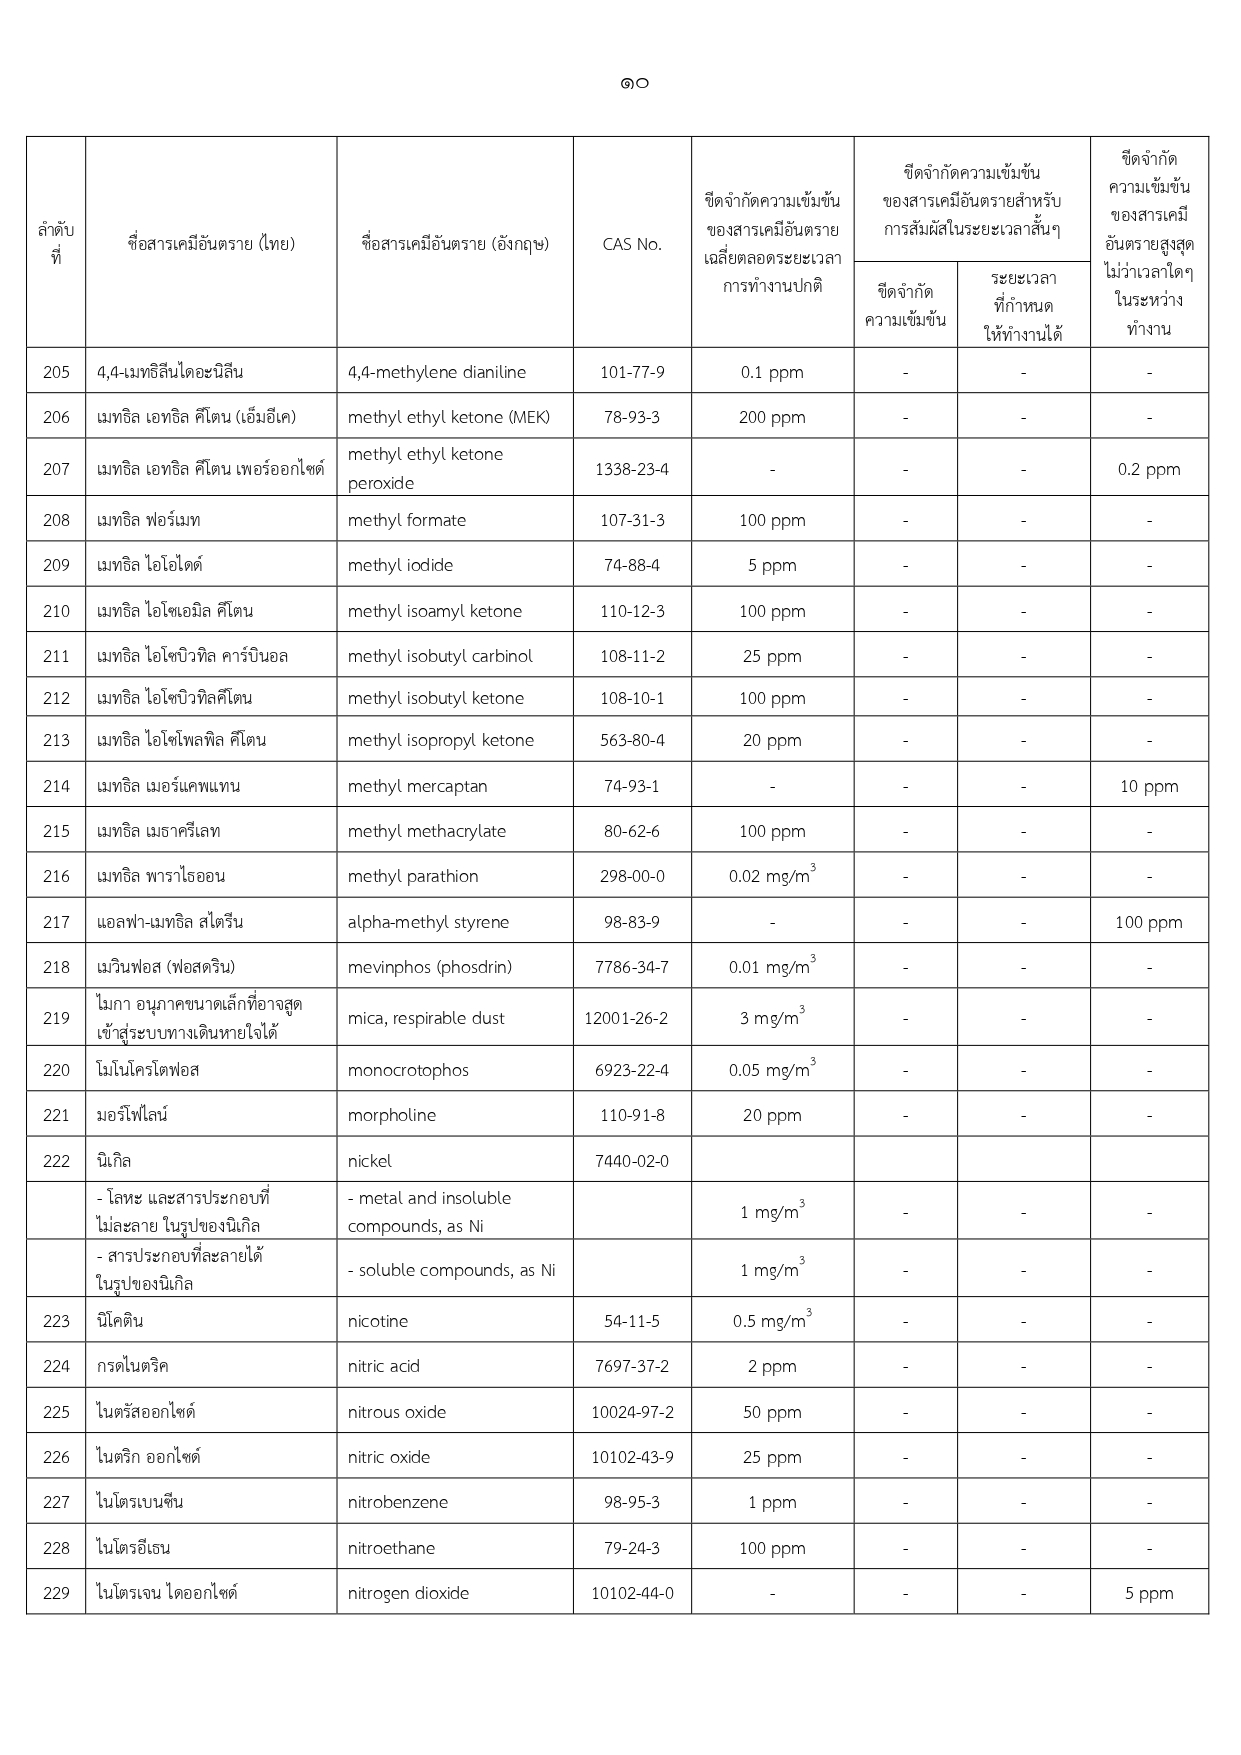 ๑๐
ลำดับ
ที่
ชื่อสารเคมีอันตราย (ไทย)
ชื่อสารเคมีอันตราย (อังกฤษ)
CAS No.
ขีดจำกัดความเข้มข้น
ของสารเคมีอันตราย
เฉลี่ยตลอดระยะเวลา
การทำงานปกติ
ขีดจำกัดความเข้มข้น
ของสารเคมีอันตรายสำหรับ
การสัมผัสในระยะเวลาสั้นๆ
ขีดจำกัด
ความเข้มข้น
ระยะเวลา
ที่กำหนด
ให้ทำงานได้
ขีดจำกัด
ความเข้มข้น
ของสารเคมี
อันตรายสูงสุด
ไม่ว่าเวลาใดๆ
ในระหว่าง
ทำงาน
205 4,4-เมทธิลีนไดอะนิลีน 4,4-methylene dianiline 101-77-9 0.1 ppm - - -
206 เมทธิล เอทธิล คีโตน (เอ็มอีเค) methyl ethyl ketone (MEK) 78-93-3 200 ppm - - -
207 เมทธิล เอทธิล คีโตน เพอร์ออกไซด์ methyl ethyl ketone
peroxide 1338-23-4 - - - 0.2 ppm
208 เมทธิล ฟอร์เมท methyl formate 107-31-3 100 ppm - - -
209 เมทธิล ไอโอไดด์ methyl iodide 74-88-4 5 ppm - - -
210 เมทธิล ไอโซเอมิล คีโตน methyl isoamyl ketone 110-12-3 100 ppm - - -
211 เมทธิล ไอโซบิวทิล คาร์บินอล methyl isobutyl carbinol 108-11-2 25 ppm - - -
212 เมทธิล ไอโซบิวทิลคีโตน methyl isobutyl ketone 108-10-1 100 ppm - - -
213 เมทธิล ไอโซโพลพิล คีโตน methyl isopropyl ketone 563-80-4 20 ppm - - -
214 เมทธิล เมอร์แคพแทน methyl mercaptan 74-93-1 - - - 10 ppm
215 เมทธิล เมธาครีเลท methyl methacrylate 80-62-6 100 ppm - - -
216 เมทธิล พาราไธออน methyl parathion 298-00-0 0.02 mg/m³ - - -
217 แอลฟา-เมทธิล สไตรีน alpha-methyl styrene 98-83-9 - - - 100 ppm
218 เมวินฟอส (ฟอสดริน) mevinphos (phosdrin) 7786-34-7 0.01 mg/m³ - - -
219 ไมกา อนุภาคขนาดเล็กที่อาจสูด
เข้าสู่ระบบทางเดินหายใจได้ mica, respirable dust 12001-26-2 3 mg/m³ - - -
220 โมโนโครโตฟอส monocrotophos 6923-22-4 0.05 mg/m³ - - -
221 มอร์โฟไลน์ morpholine 110-91-8 20 ppm - - -
222 นิเกิล nickel 7440-02-0
- โลหะ และสารประกอบที่
ไม่ละลาย ในรูปของนิเกิล - metal and insoluble
compounds, as Ni 1 mg/m³ - - -
- สารประกอบที่ละลายได้
ในรูปของนิเกิล - soluble compounds, as Ni 1 mg/m³ - - -
223 นิโคติน nicotine 54-11-5 0.5 mg/m³ - - -
224 กรดไนตริค nitric acid 7697-37-2 2 ppm - - -
225 ไนตรัสออกไซด์ nitrous oxide 10024-97-2 50 ppm - - -
226 ไนตริก ออกไซด์ nitric oxide 10102-43-9 25 ppm - - -
227 ไนโตรเบนซีน nitrobenzene 98-95-3 1 ppm - - -
228 ไนโตรอีเธน nitroethane 79-24-3 100 ppm - - -
229 ไนโตรเจน ไดออกไซด์ nitrogen dioxide 10102-44-0 - - - 5 ppm